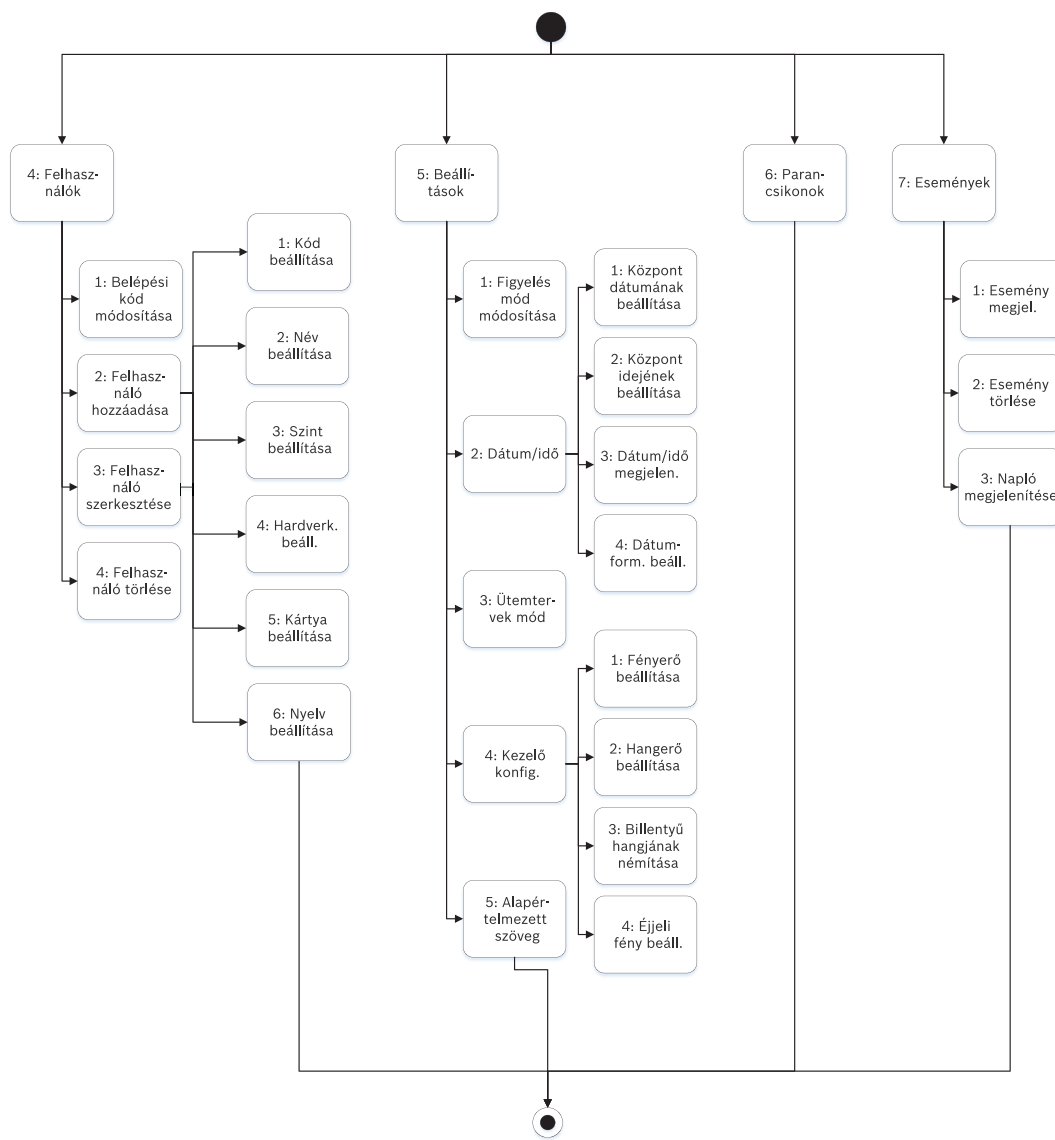 4: Felhasz-
nálók
1: Belépési
kód
módosítása
2: Felhasz-
náló
hozzáadása
3: Felhasz-
náló
szerkesztése
4: Felhasz-
náló törlése
1: Kód
beállítása
2: Név
beállítása
3: Szint
beállítása
4: Hardverk.
beáll.
5: Kártya
beállítása
6: Nyelv
beállítása
5: Beállí-
tások
1: Figyelés
mód
módosítása
2: Dátum/idő
3: Ütemter-
vek mód
4: Kezelő
konfig.
5: Alapér-
telmezett
szöveg
1: Központ
dátumának
beállítása
2: Központ
idejének
beállítása
3: Dátum/idő
megjelen.
4: Dátum-
form. beáll.
1: Fényerő
beállítása
2: Hangerő
beállítása
3: Billentyű
hangjának
némítása
4: Éjjeli
fény beáll.
6: Paran-
csikonok
7: Események
1: Esemény
megjel.
2: Esemény
törlése
3: Napló
megjelenítése